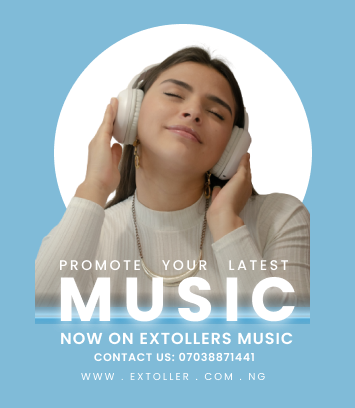 PROMOTE YOUR LATEST
MUSIC
NOW ON EXTOLLERS MUSIC
CONTACT US: 07038871441
WWW . EXTOLLER . COM . NG